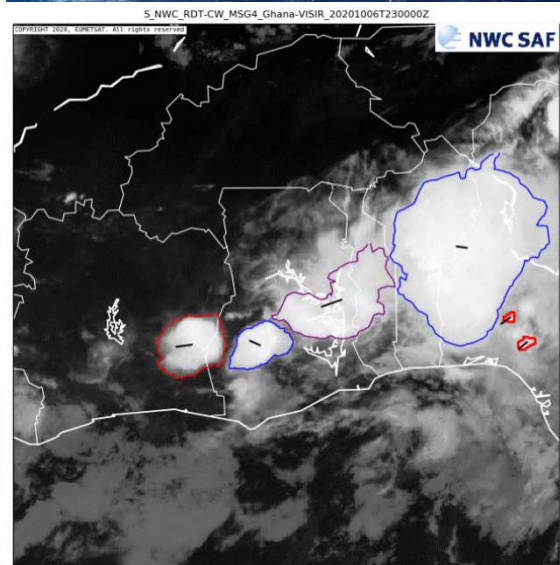 S_NWC_RDT-CW_MSG4_Ghana-VISIR_20201006T230000Z
COPYRIGHT 2020, EUMETSAT. All rights reserved
NWC SAF